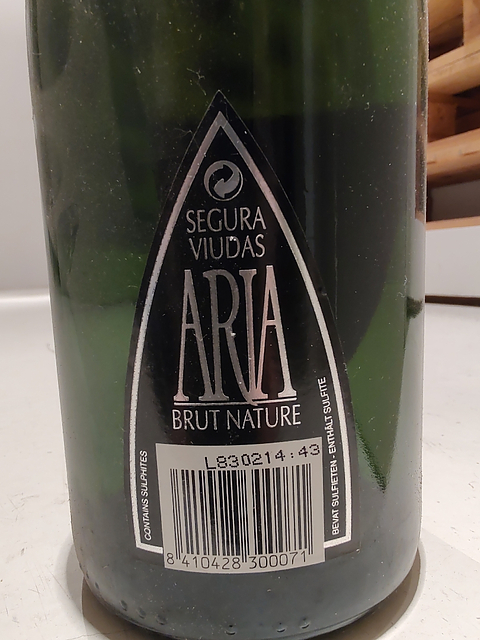 SEGURA
VIUDAS
ARIA
BRUT NATURE
L830214:43
CONTAINS SULPHITES
BEVAT SULFIETEN - ENTHÄLT SULFITE
8 410428 300071